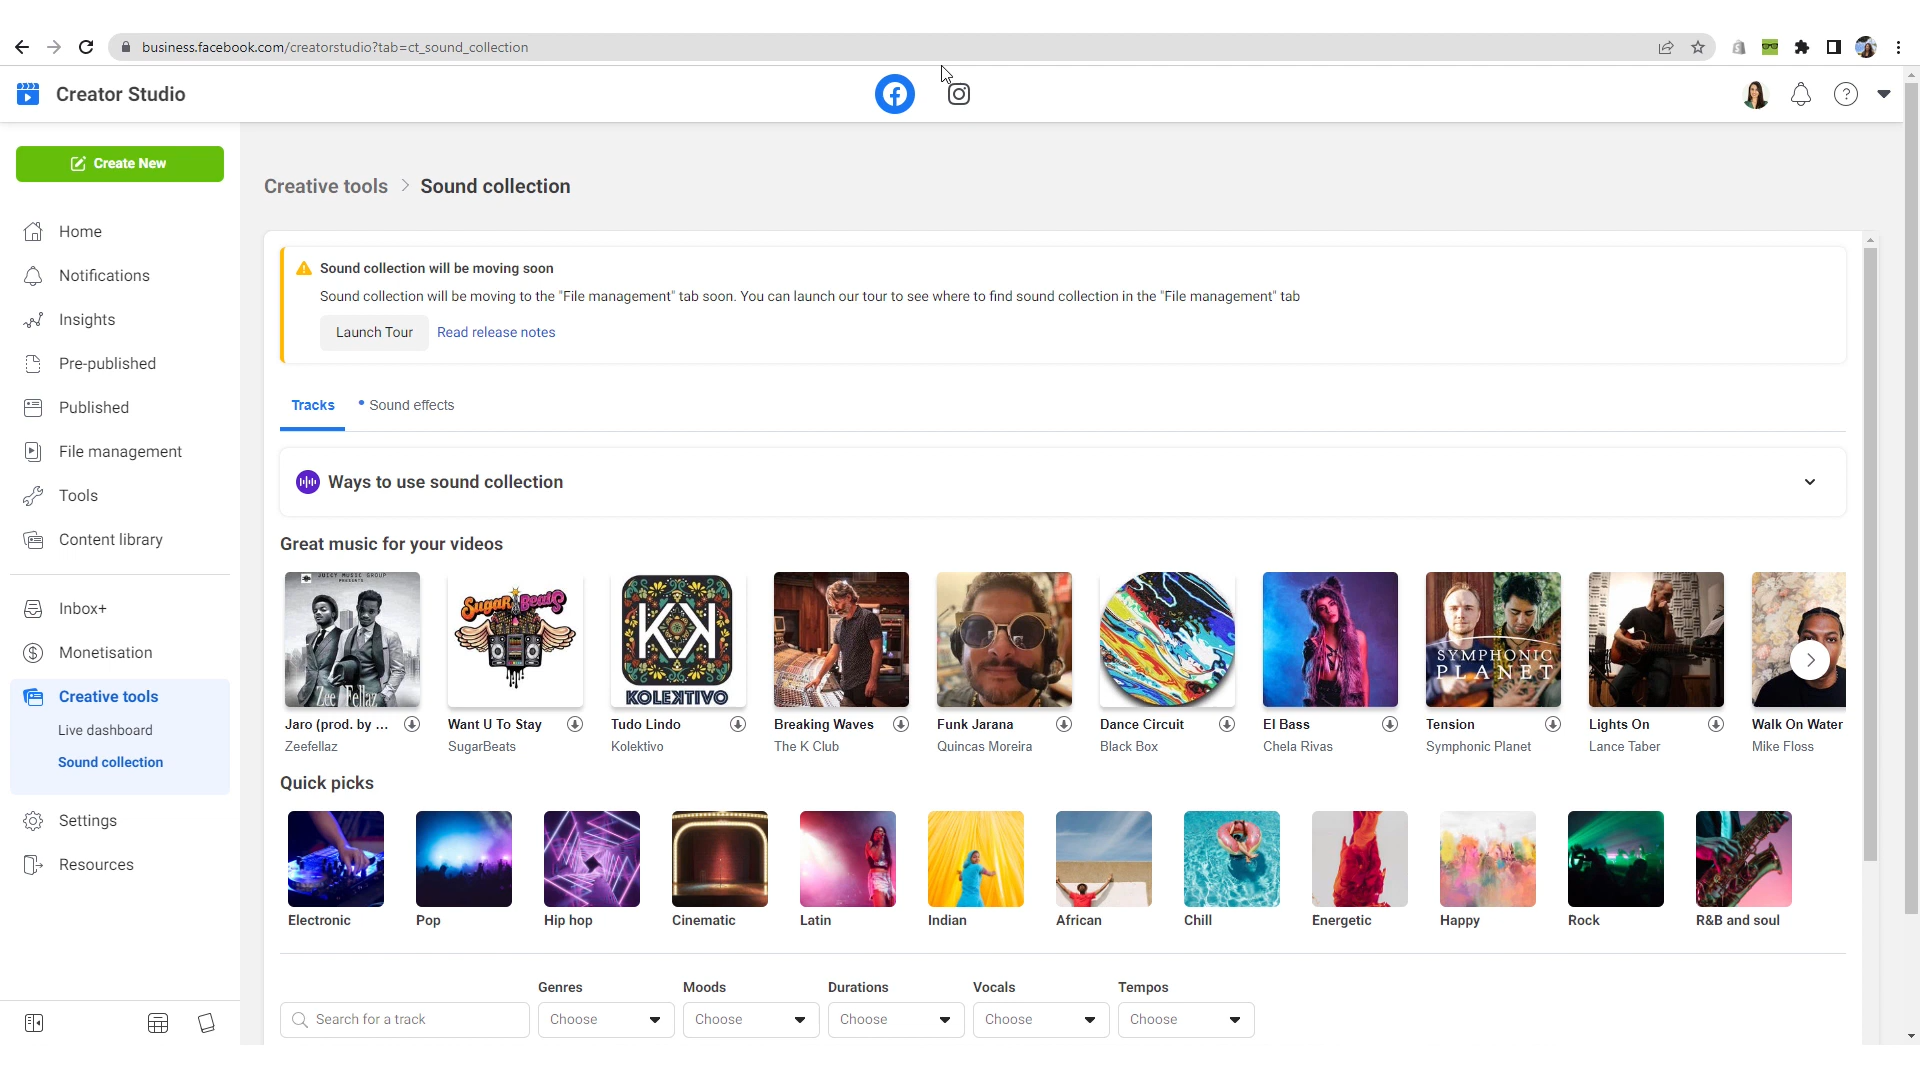 business.facebook.com/creatorstudio?tab=ct_sound_collection
Creator Studio
Create New
Home
Notifications
Insights
Pre-published
Published
File management
Tools
Content library
Inbox+
Monetisation
Creative tools
Live dashboard
Sound collection
Settings
Resources
Creative tools > Sound collection
Sound collection will be moving soon
Sound collection will be moving to the "File management" tab soon. You can launch our tour to see where to find sound collection in the "File management" tab
Launch Tour Read release notes
Tracks Sound effects
Ways to use sound collection
Great music for your videos
JUICY MUSIC GROUP
PRESENTS
Zee Fellaz
SugarBeats
KK
KOLEKTIVO
SYMPHONIC
PLANET
Jaro (prod. by ... Want U To Stay Tudo Lindo Breaking Waves Funk Jarana Dance Circuit El Bass Tension Lights On Walk On Water
Zeefellaz SugarBeats Kolektivo The K Club Quincas Moreira Black Box Chela Rivas Symphonic Planet Lance Taber Mike Floss
Quick picks
Electronic Pop Hip hop Cinematic Latin Indian African Chill Energetic Happy Rock R&B and soul
Genres Moods Durations Vocals Tempos
Search for a track Choose Choose Choose Choose Choose